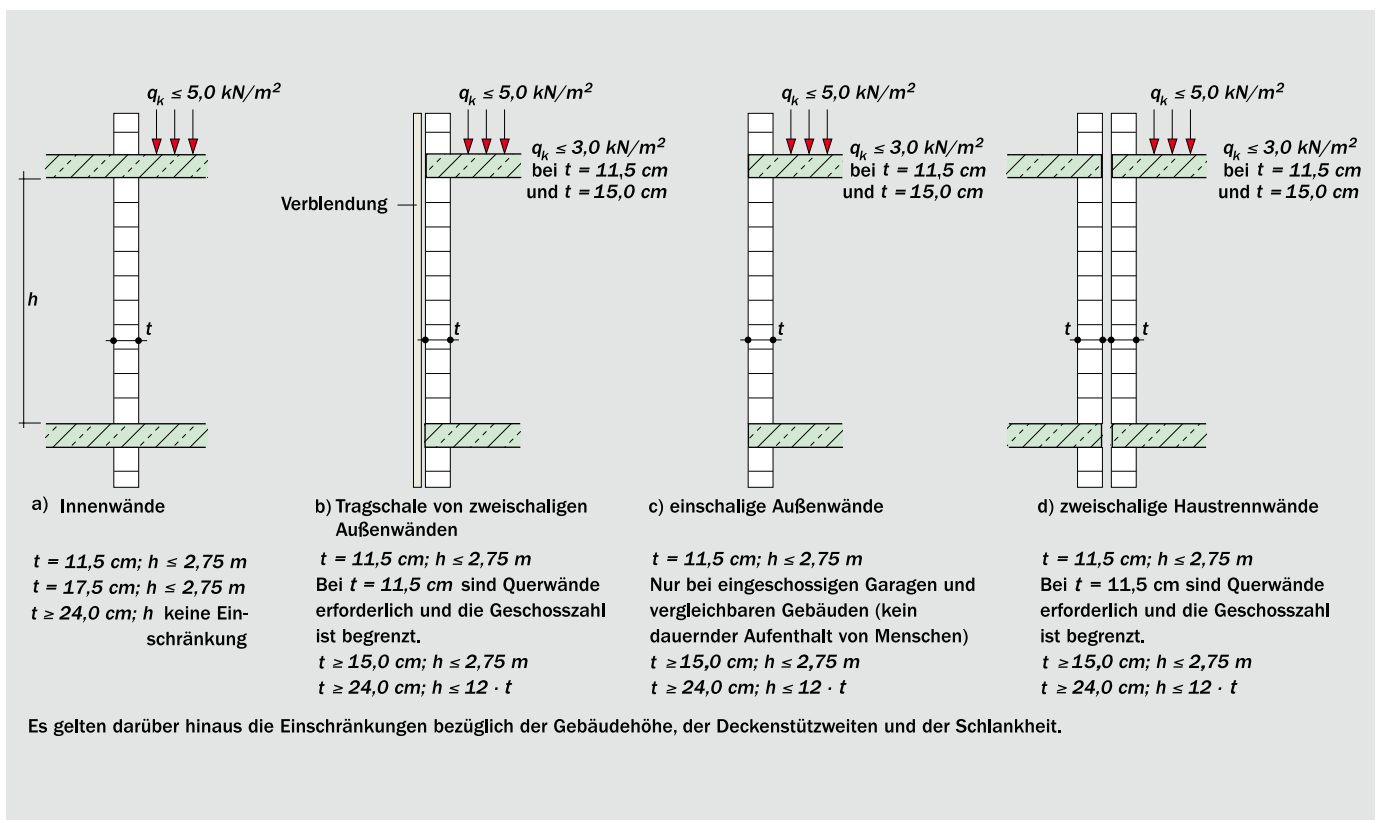 q_k ≤ 5,0 kN/m²
h
t
a) Innenwände
t = 11,5 cm; h ≤ 2,75 m
t = 17,5 cm; h ≤ 2,75 m
t ≥ 24,0 cm; h keine Ein-
schränkung
q_k ≤ 5,0 kN/m²
q_k ≤ 3,0 kN/m²
bei t = 11,5 cm
und t = 15,0 cm
Verblendung
t
b) Tragschale von zweischaligen
Außenwänden
t = 11,5 cm; h ≤ 2,75 m
Bei t = 11,5 cm sind Querwände
erforderlich und die Geschosszahl
ist begrenzt.
t ≥ 15,0 cm; h ≤ 2,75 m
t ≥ 24,0 cm; h ≤ 12 · t
q_k ≤ 5,0 kN/m²
q_k ≤ 3,0 kN/m²
bei t = 11,5 cm
und t = 15,0 cm
t
c) einschalige Außenwände
t = 11,5 cm; h ≤ 2,75 m
Nur bei eingeschossigen Garagen und
vergleichbaren Gebäuden (kein
dauernder Aufenthalt von Menschen)
t ≥ 15,0 cm; h ≤ 2,75 m
t ≥ 24,0 cm; h ≤ 12 · t
q_k ≤ 5,0 kN/m²
q_k ≤ 3,0 kN/m²
bei t = 11,5 cm
und t = 15,0 cm
t
t
d) zweischalige Haustrennwände
t = 11,5 cm; h ≤ 2,75 m
Bei t = 11,5 cm sind Querwände
erforderlich und die Geschosszahl
ist begrenzt.
t ≥ 15,0 cm; h ≤ 2,75 m
t ≥ 24,0 cm; h ≤ 12 · t
Es gelten darüber hinaus die Einschränkungen bezüglich der Gebäudehöhe, der Deckenstützweiten und der Schlankheit.